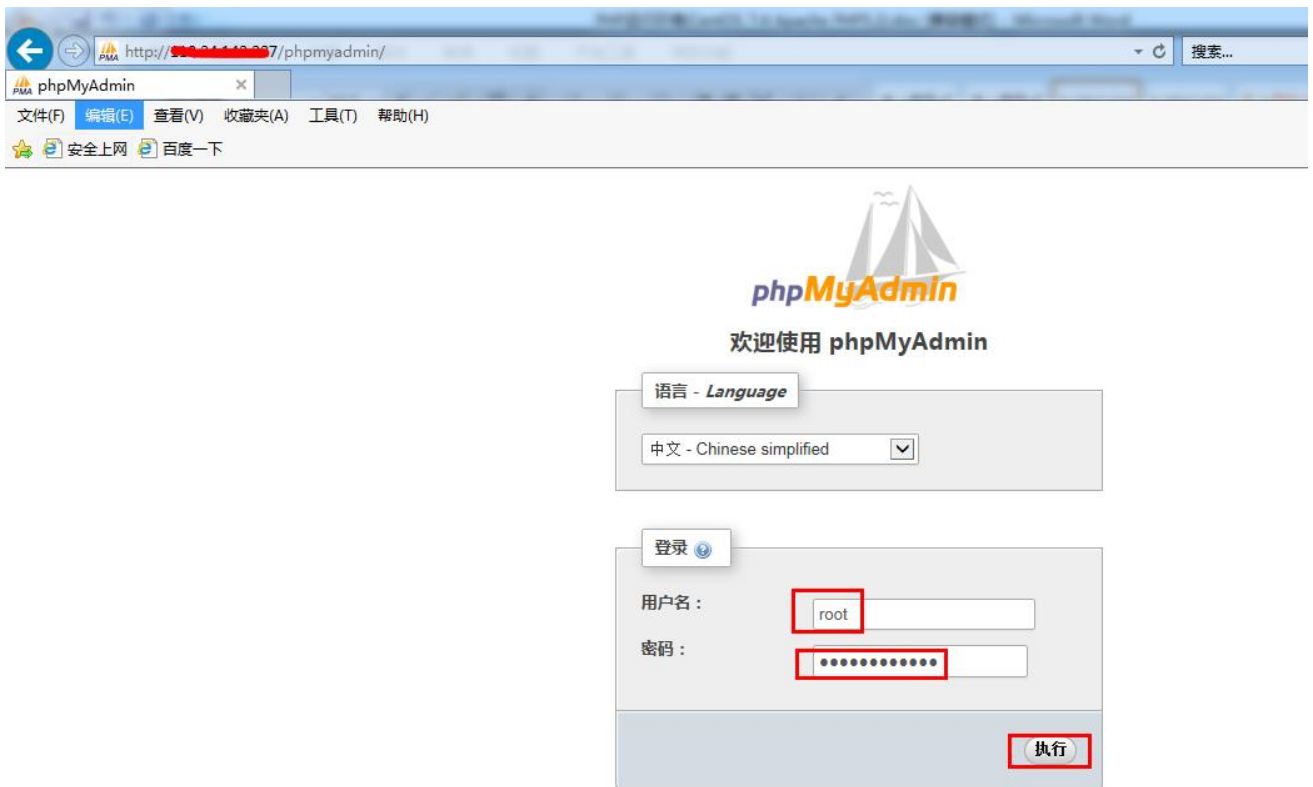 http://7/phpmyadmin/
搜索...
phpMyAdmin
文件(F) 编辑(E) 查看(V) 收藏夹(A) 工具(T) 帮助(H)
安全上网 百度一下
phpMyAdmin
欢迎使用 phpMyAdmin
语言 - Language
中文 - Chinese simplified
登录
用户名：
root
密码：
••••••••••••
执行